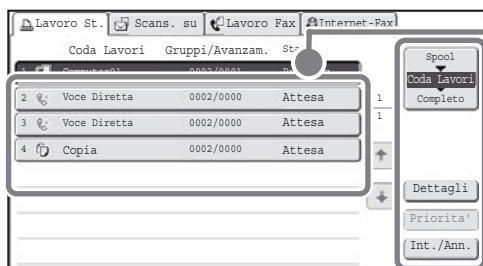 Lavoro St. Scans. su Lavoro Fax Internet-Fax
Coda Lavori Gruppi/Avanzam.
1 Computer01 0002/0001
2 Voce Diretta 0002/0000 Attesa
3 Voce Diretta 0002/0000 Attesa
4 Copia 0002/0000 Attesa
1
1
Spool
Coda Lavori
Completo
Dettagli
Priorita'
Int./Ann.